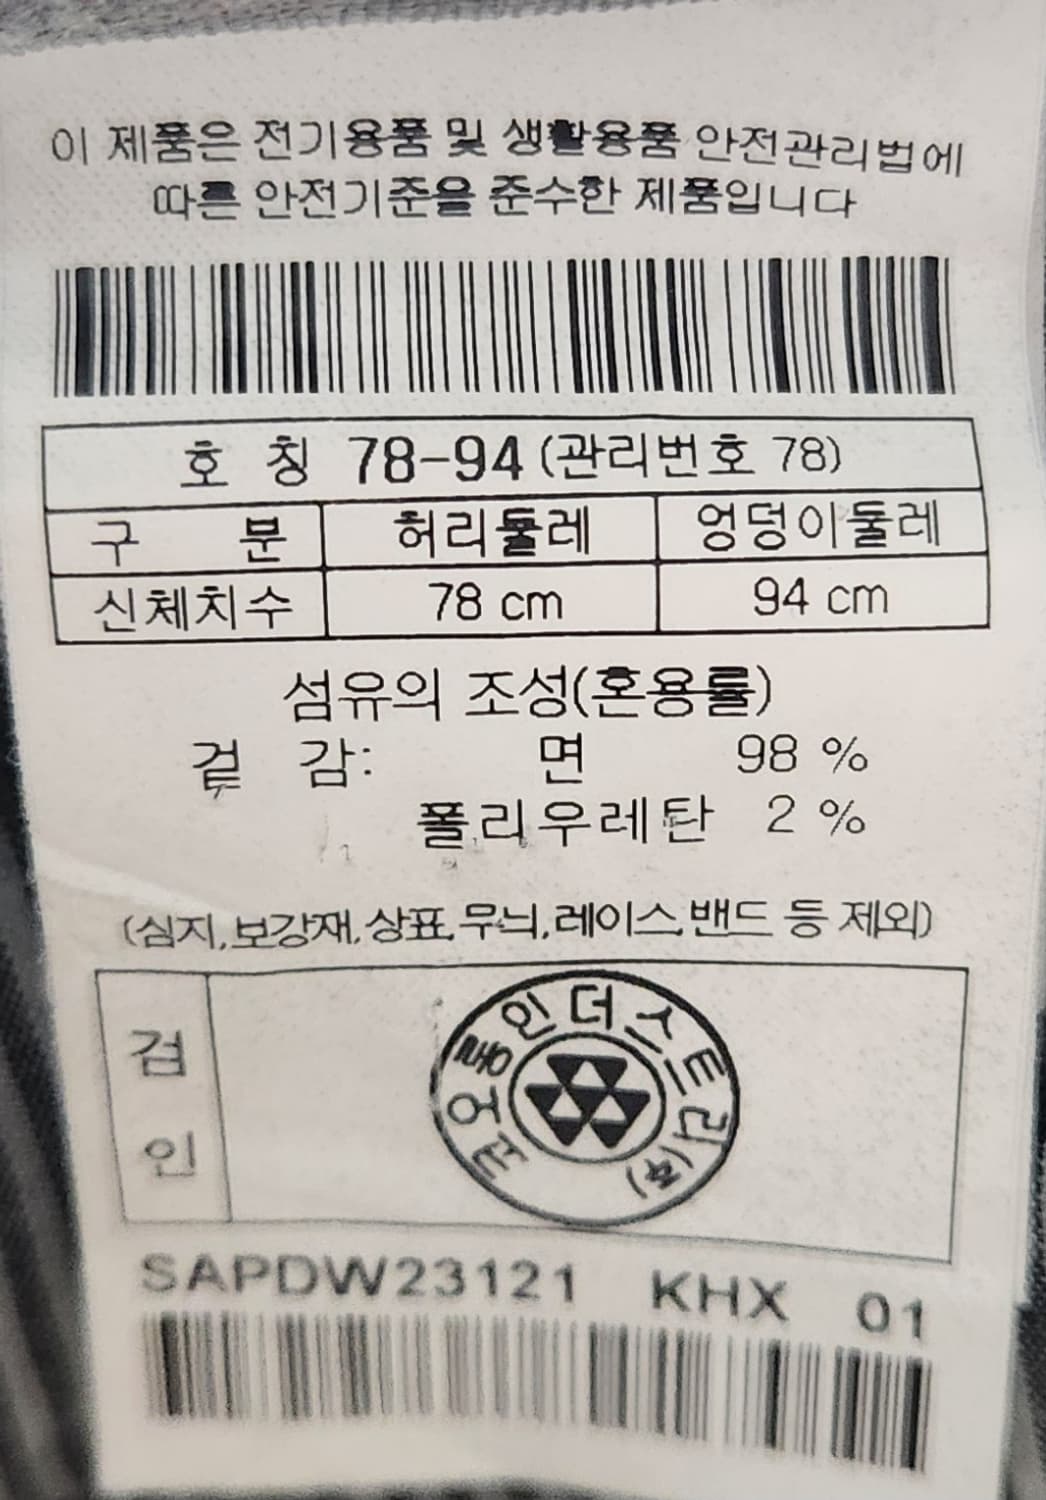 이 제품은 전기용품 및 생활용품 안전관리법에
따른 안전기준을 준수한 제품입니다
호 칭 78-94 (관리번호 78)
구 분 허리둘레 엉덩이둘레
신체치수 78 cm 94 cm
섬유의 조성(혼용률)
겉 감: 면 98 %
폴리우레탄 2 %
(심지,보강재,상표,무늬,레이스,밴드 등 제외)
검
인
코오롱인더스트리(주)
SAPDW23121 KHX 01